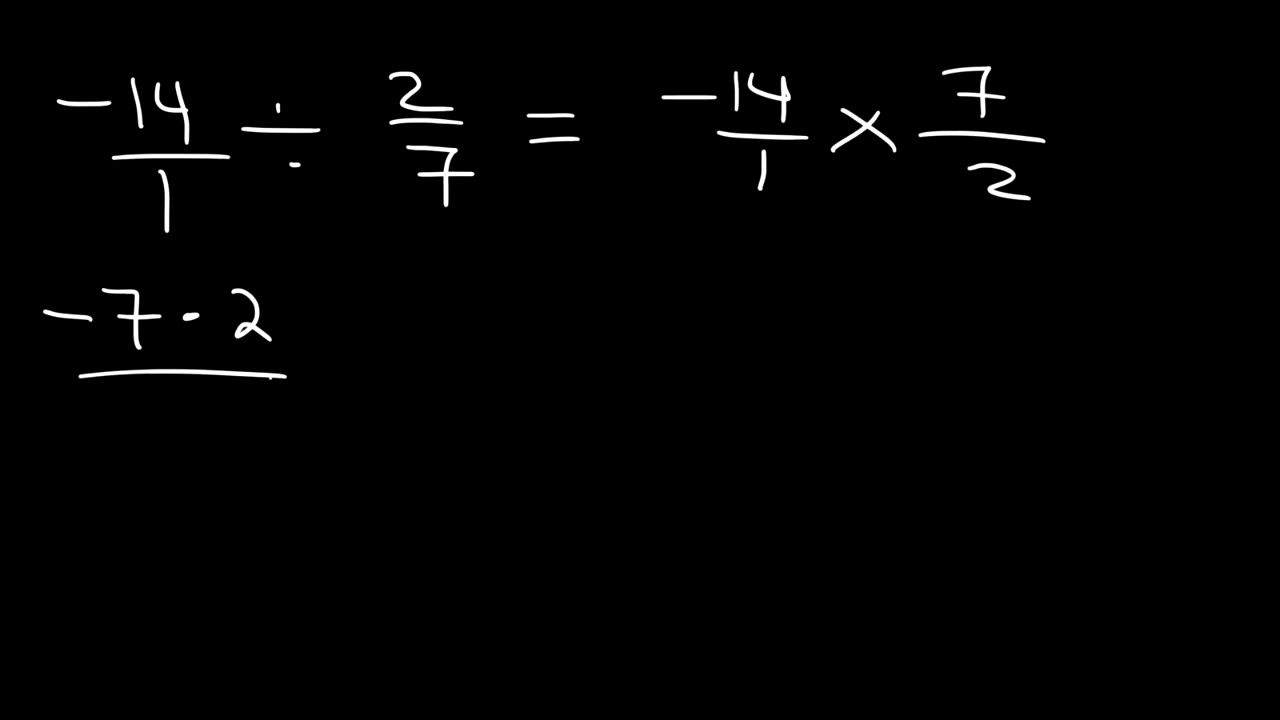 -14/1 ÷ 2/7 = -14/1 × 7/2
-7 · 2